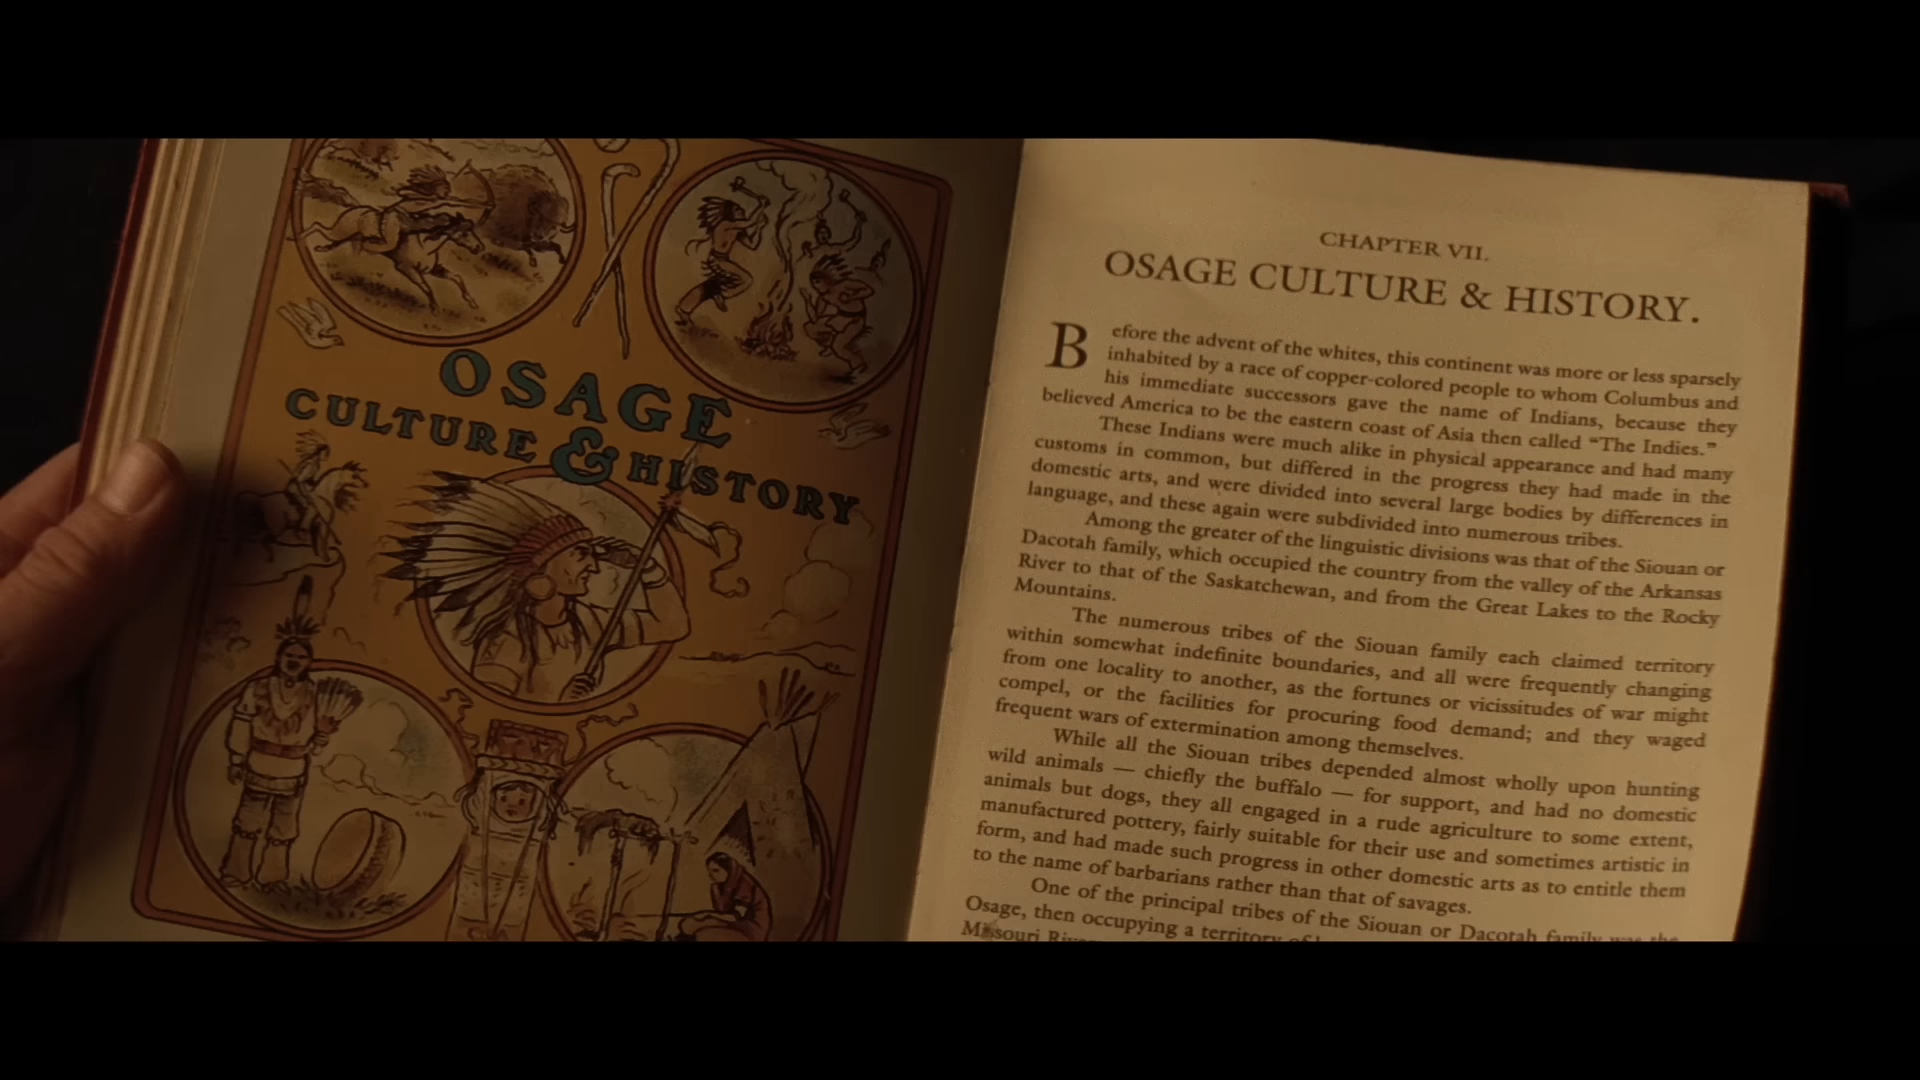 OSAGE
CULTURE & HISTORY
CHAPTER VII.
OSAGE CULTURE & HISTORY.
Before the advent of the whites, this continent was more or less sparsely
inhabited by a race of copper-colored people to whom Columbus and
his immediate successors gave the name of Indians, because they
believed America to be the eastern coast of Asia then called “The Indies.”
These Indians were much alike in physical appearance and had many
customs in common, but differed in the progress they had made in the
domestic arts, and were divided into several large bodies by differences in
language, and these again were subdivided into numerous tribes.
Among the greater of the linguistic divisions was that of the Siouan or
Dacotah family, which occupied the country from the valley of the Arkansas
River to that of the Saskatchewan, and from the Great Lakes to the Rocky
Mountains.
The numerous tribes of the Siouan family each claimed territory
within somewhat indefinite boundaries, and all were frequently changing
from one locality to another, as the fortunes or vicissitudes of war might
compel, or the facilities for procuring food demand; and they waged
frequent wars of extermination among themselves.
While all the Siouan tribes depended almost wholly upon hunting
wild animals — chiefly the buffalo — for support, and had no domestic
animals but dogs, they all engaged in a rude agriculture to some extent,
manufactured pottery, fairly suitable for their use and sometimes artistic in
form, and had made such progress in other domestic arts as to entitle them
to the name of barbarians rather than that of savages.
One of the principal tribes of the Siouan or Dacotah family was the
Osage, then occupying a territory of
Missouri